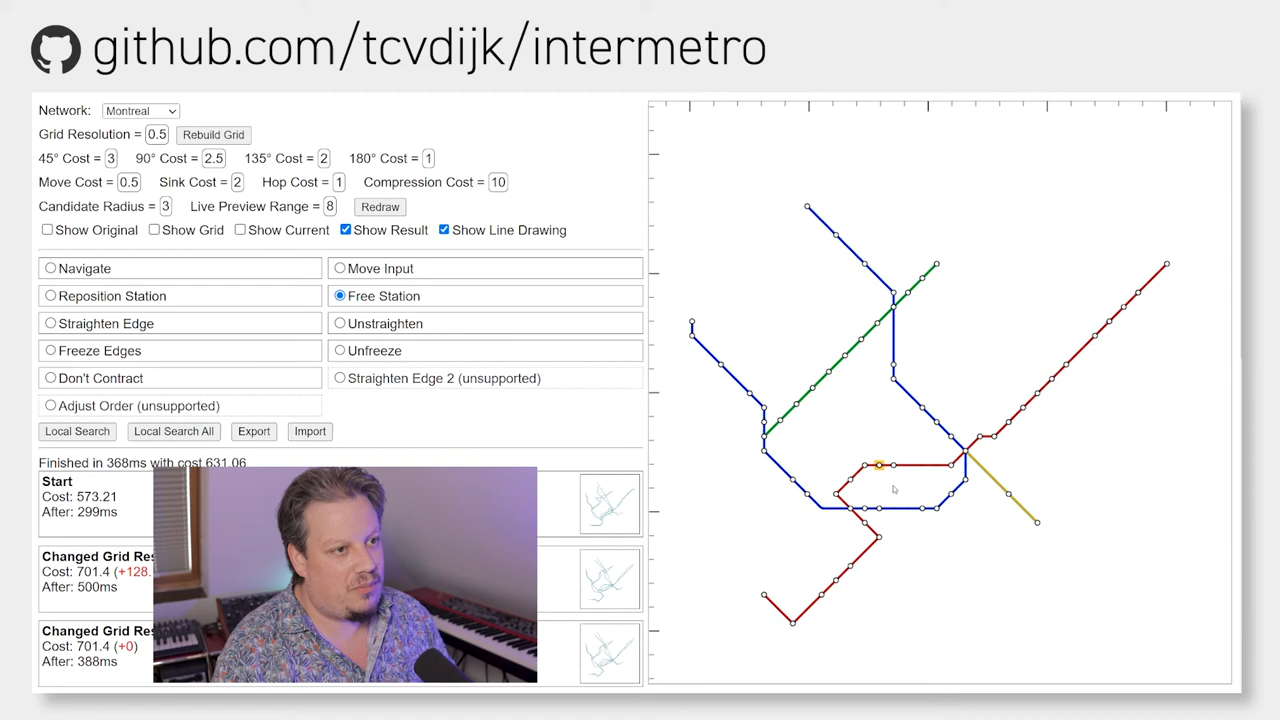 github.com/tcvdijk/intermetro
Network: Montreal
Grid Resolution = 0.5 Rebuild Grid
45° Cost = 3 90° Cost = 2.5 135° Cost = 2 180° Cost = 1
Move Cost = 0.5 Sink Cost = 2 Hop Cost = 1 Compression Cost = 10
Candidate Radius = 3 Live Preview Range = 8 Redraw
Show Original Show Grid Show Current Show Result Show Line Drawing
Navigate Move Input
Reposition Station Free Station
Straighten Edge Unstraighten
Freeze Edges Unfreeze
Don't Contract Straighten Edge 2 (unsupported)
Adjust Order (unsupported)
Local Search Local Search All Export Import
Finished in 368ms with cost 631.06
Start
Cost: 573.21
After: 299ms
Changed Grid Res
Cost: 701.4 (+128.
After: 500ms
Changed Grid Res
Cost: 701.4 (+0)
After: 388ms